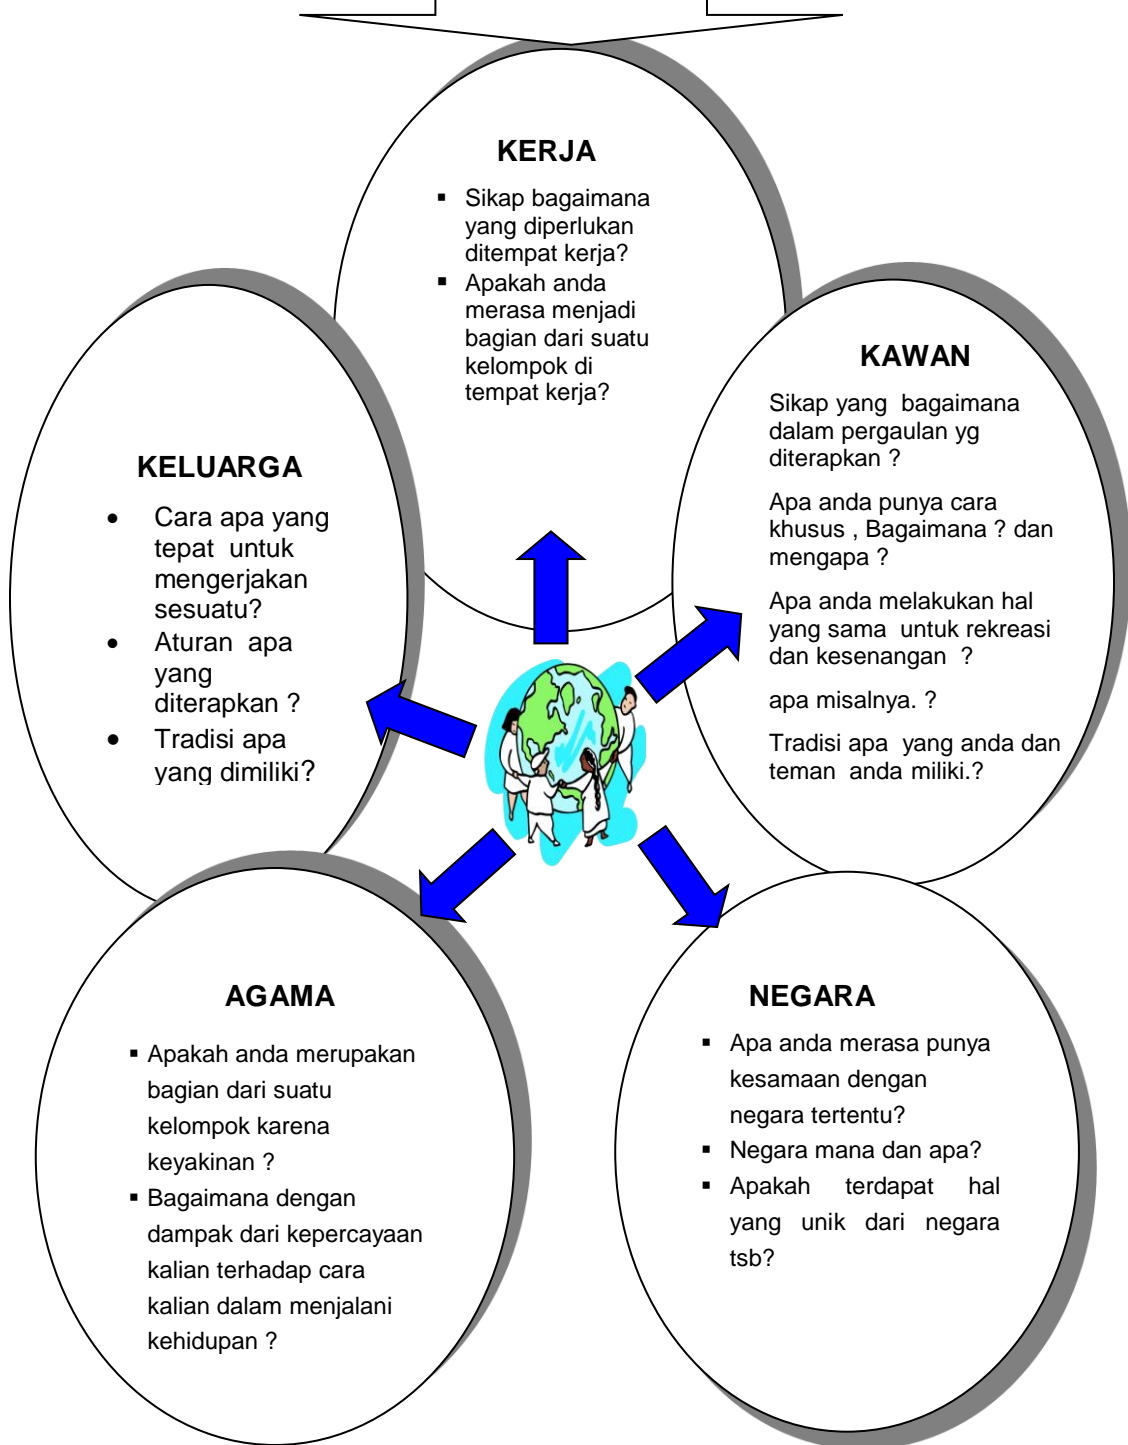 KERJA
▪ Sikap bagaimana
yang diperlukan
ditempat kerja?
▪ Apakah anda
merasa menjadi
bagian dari suatu
kelompok di
tempat kerja?
KAWAN
Sikap yang bagaimana
dalam pergaulan yg
diterapkan ?
Apa anda punya cara
khusus , Bagaimana ? dan
mengapa ?
Apa anda melakukan hal
yang sama untuk rekreasi
dan kesenangan ?
apa misalnya. ?
Tradisi apa yang anda dan
teman anda miliki.?
KELUARGA
• Cara apa yang
tepat untuk
mengerjakan
sesuatu?
• Aturan apa
yang
diterapkan ?
• Tradisi apa
yang dimiliki?
AGAMA
▪ Apakah anda merupakan
bagian dari suatu
kelompok karena
keyakinan ?
▪ Bagaimana dengan
dampak dari kepercayaan
kalian terhadap cara
kalian dalam menjalani
kehidupan ?
NEGARA
▪ Apa anda merasa punya
kesamaan dengan
negara tertentu?
▪ Negara mana dan apa?
▪ Apakah terdapat hal
yang unik dari negara
tsb?